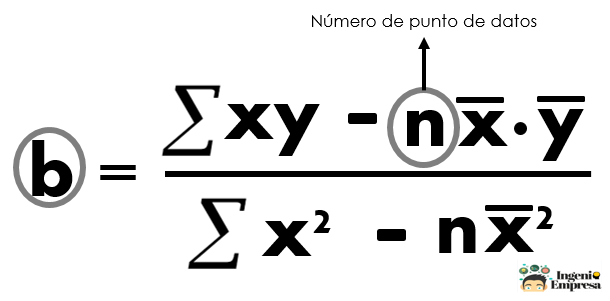 Número de punto de datos
b = ∑xy - nx̅·y̅
∑x² - nx̅²
Ingenio
Empresa